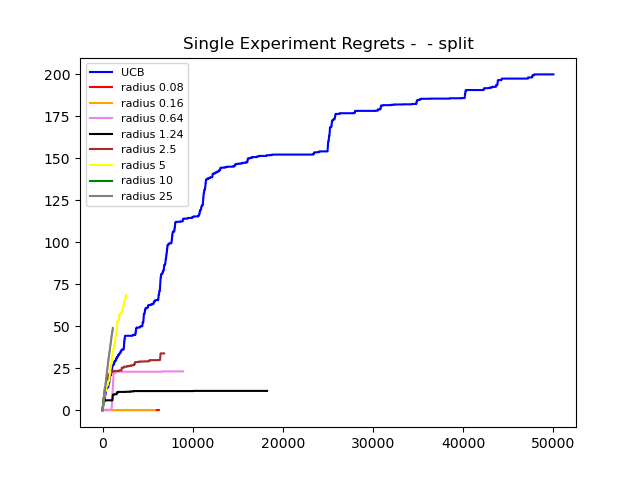 Single Experiment Regrets -  - split
200
175
150
125
100
75
50
25
0
UCB
radius 0.08
radius 0.16
radius 0.64
radius 1.24
radius 2.5
radius 5
radius 10
radius 25
0 10000 20000 30000 40000 50000